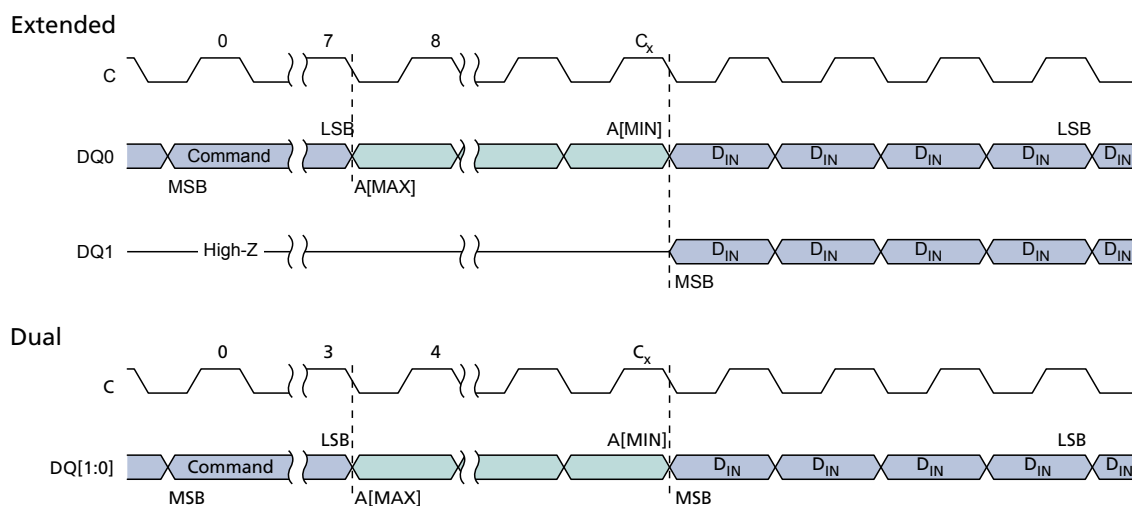 Extended
0 7 8 Cx
C
LSB A[MIN] LSB
DQ0 Command DIN DIN DIN DIN DIN
MSB A[MAX]
DQ1 High-Z DIN DIN DIN DIN DIN
MSB
Dual
0 3 4 Cx
C
LSB A[MIN] LSB
DQ[1:0] Command DIN DIN DIN DIN DIN
MSB A[MAX] MSB